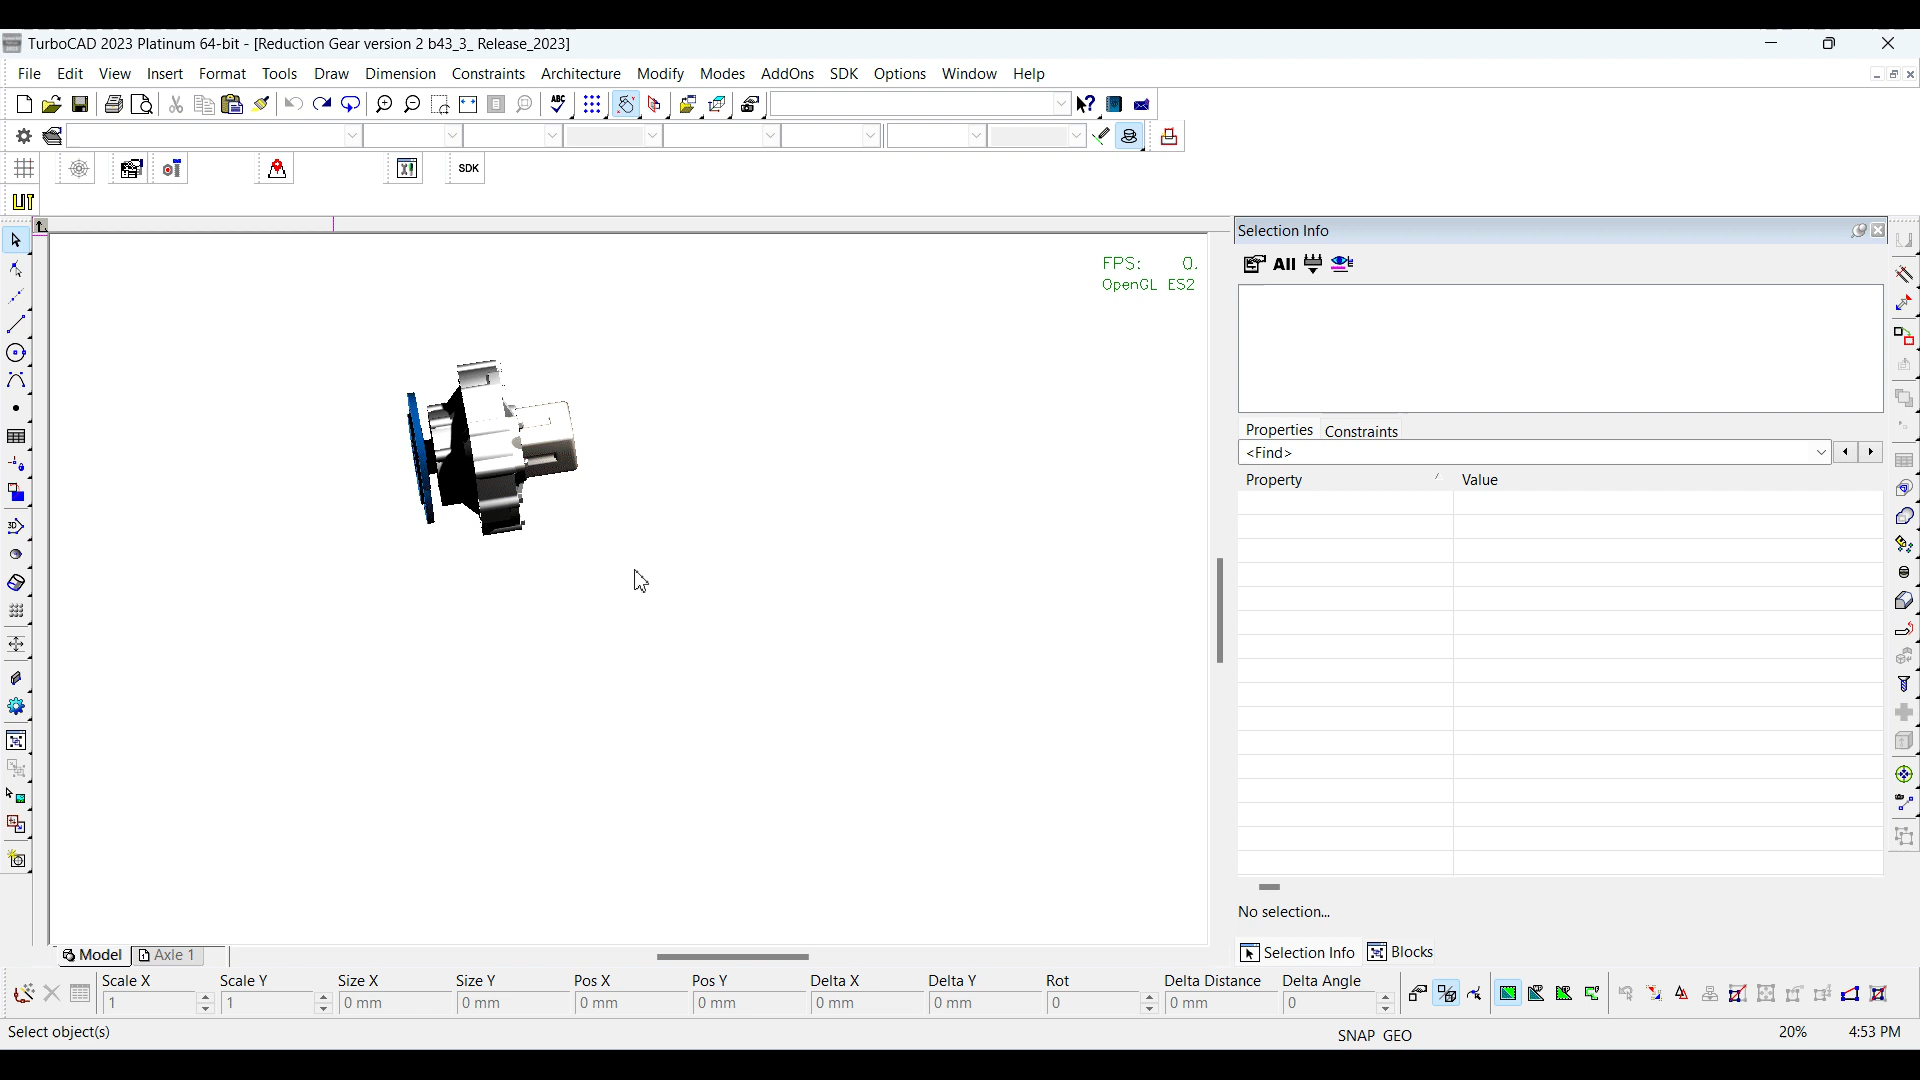 TurboCAD 2023 Platinum 64-bit - [Reduction Gear version 2 b43_3_ Release_2023]
File Edit View Insert Format Tools Draw Dimension Constraints Architecture Modify Modes AddOns SDK Options Window Help
ABC
SDK
Selection Info
FPS: 0.
OpenGL ES2
All
Properties Constraints
<Find>
Property Value
3D
No selection...
Selection Info Blocks
Model Axle 1
Scale X Scale Y Size X Size Y Pos X Pos Y Delta X Delta Y Rot Delta Distance Delta Angle
1 1 0 mm 0 mm 0 mm 0 mm 0 mm 0 mm 0 0 mm 0
Select object(s) SNAP GEO 20% 4:53 PM